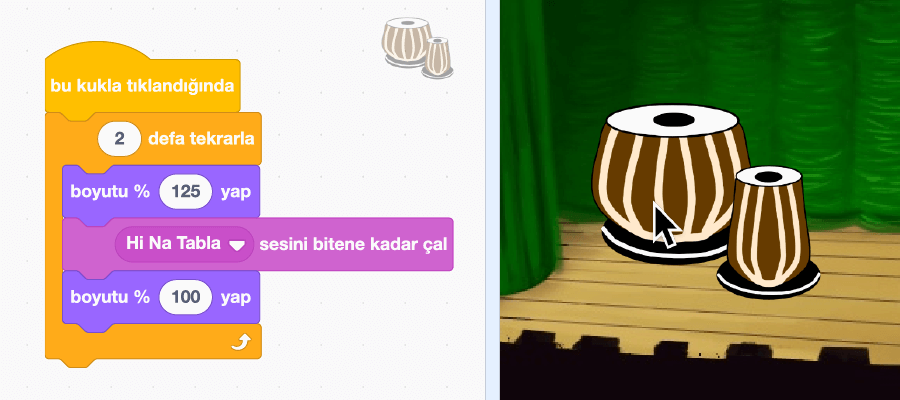 bu kukla tıklandığında
2 defa tekrarla
boyutu % 125 yap
Hi Na Tabla sesini bitene kadar çal
boyutu % 100 yap